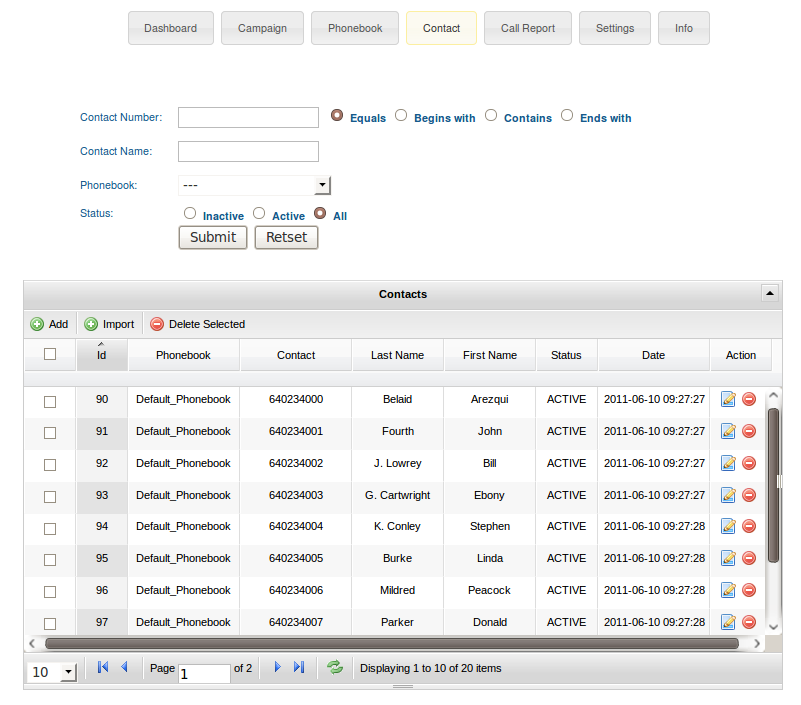 Dashboard Campaign Phonebook Contact Call Report Settings Info
Contact Number: Equals Begins with Contains Ends with
Contact Name:
Phonebook: ---
Status: Inactive Active All
Submit Retset
Contacts
Add Import Delete Selected
Id Phonebook Contact Last Name First Name Status Date Action
90 Default_Phonebook 640234000 Belaid Arezqui ACTIVE 2011-06-10 09:27:27
91 Default_Phonebook 640234001 Fourth John ACTIVE 2011-06-10 09:27:27
92 Default_Phonebook 640234002 J. Lowrey Bill ACTIVE 2011-06-10 09:27:27
93 Default_Phonebook 640234003 G. Cartwright Ebony ACTIVE 2011-06-10 09:27:27
94 Default_Phonebook 640234004 K. Conley Stephen ACTIVE 2011-06-10 09:27:28
95 Default_Phonebook 640234005 Burke Linda ACTIVE 2011-06-10 09:27:28
96 Default_Phonebook 640234006 Mildred Peacock ACTIVE 2011-06-10 09:27:28
97 Default_Phonebook 640234007 Parker Donald ACTIVE 2011-06-10 09:27:28
10 Page 1 of 2 Displaying 1 to 10 of 20 items